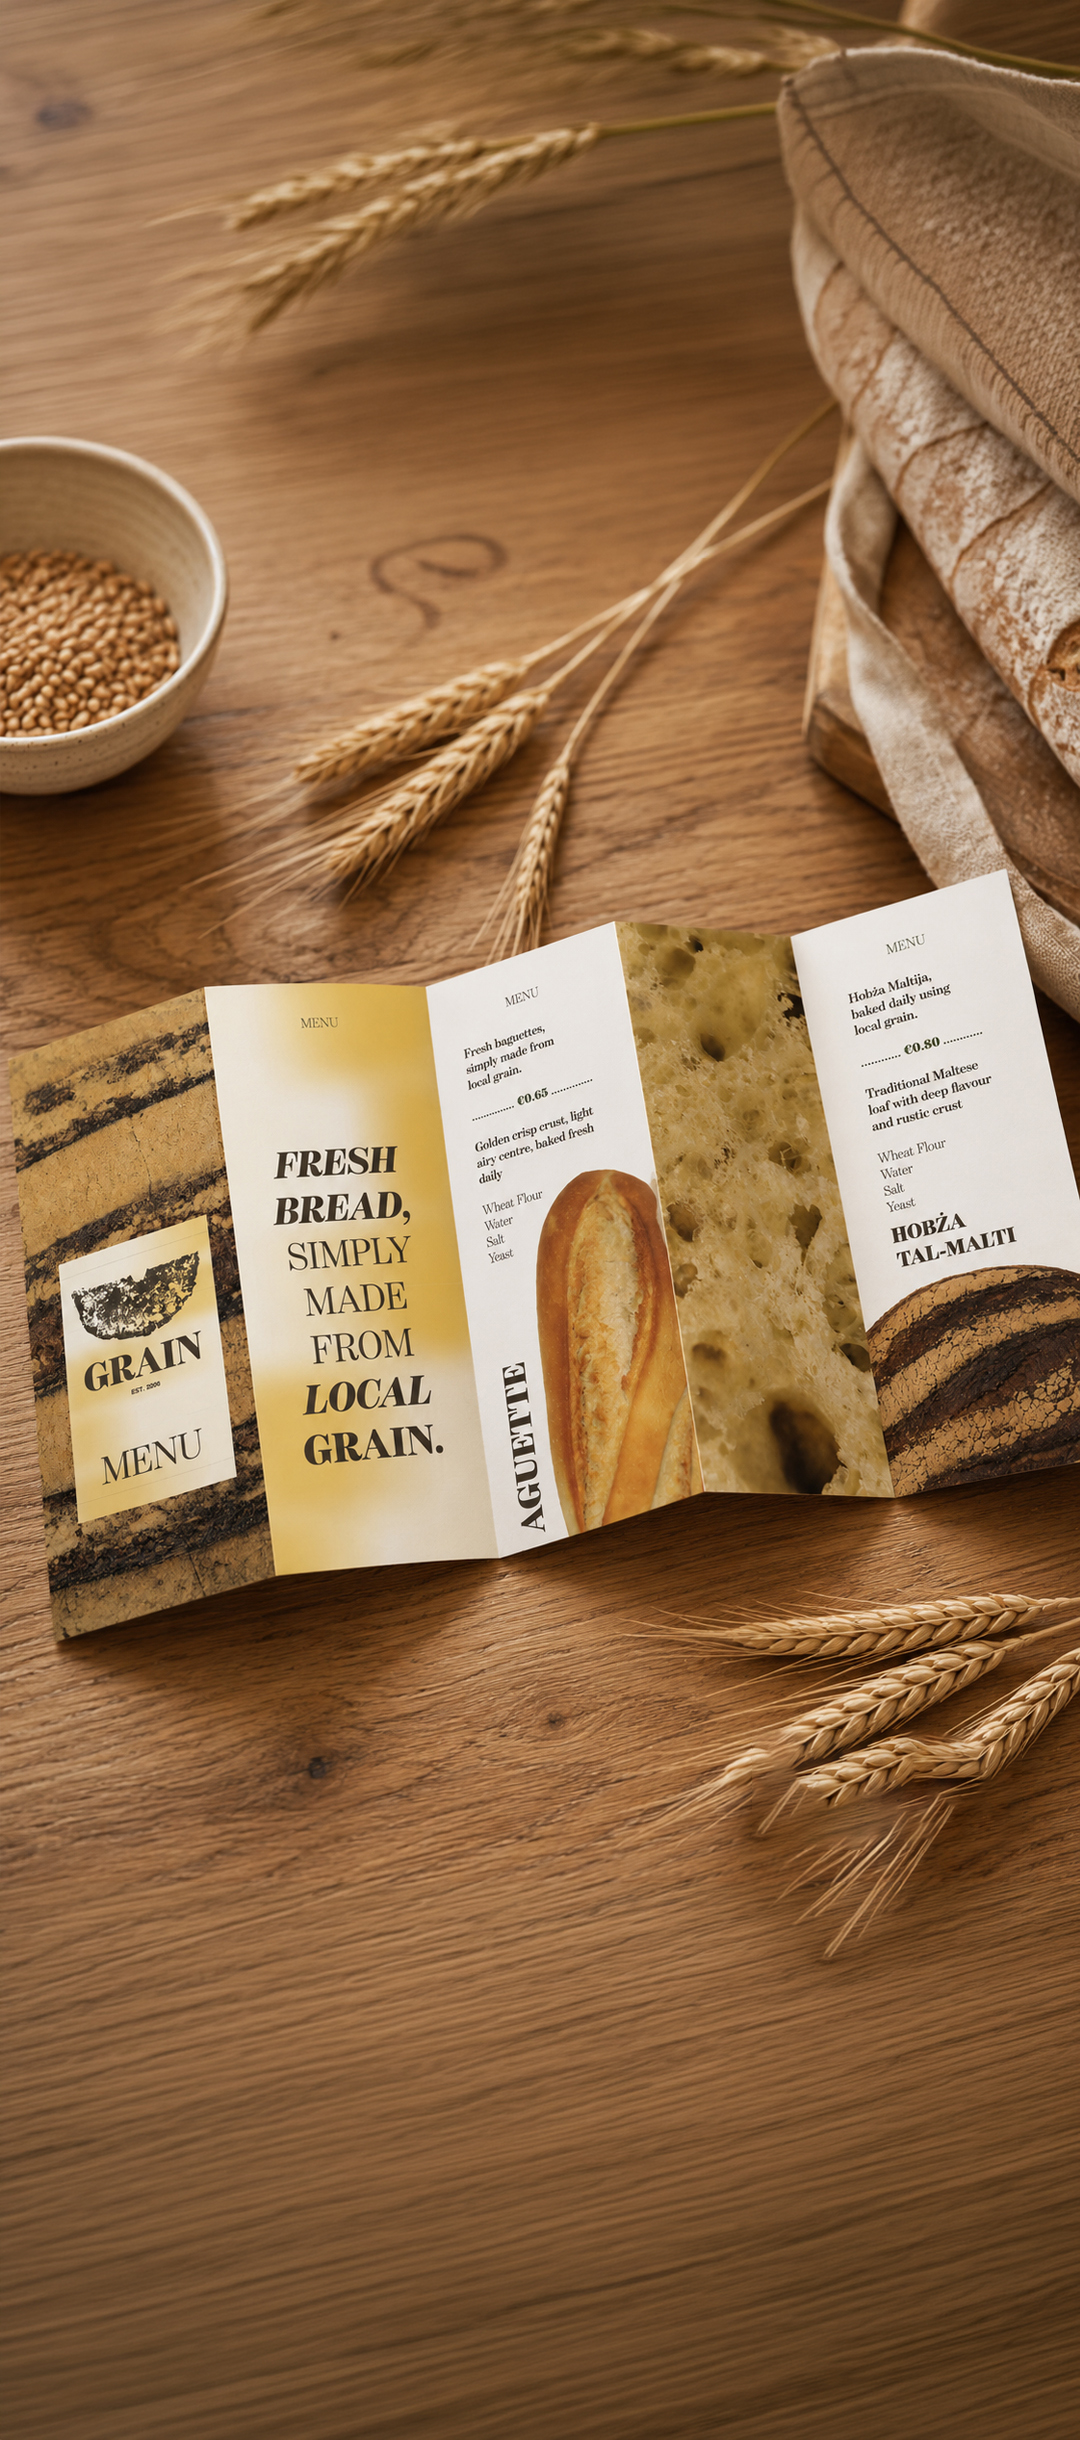 GRAIN
EST. 2006
MENU
MENU
FRESH
BREAD,
SIMPLY
MADE
FROM
LOCAL
GRAIN.
MENU
Fresh baguettes,
simply made from
local grain.
€0.65
Golden crisp crust, light
airy centre, baked fresh
daily
Wheat Flour
Water
Salt
Yeast
AGUETTE
MENU
Hobża Maltija,
baked daily using
local grain.
€0.80
Traditional Maltese
loaf with deep flavour
and rustic crust
Wheat Flour
Water
Salt
Yeast
HOBŻA
TAL-MALTI